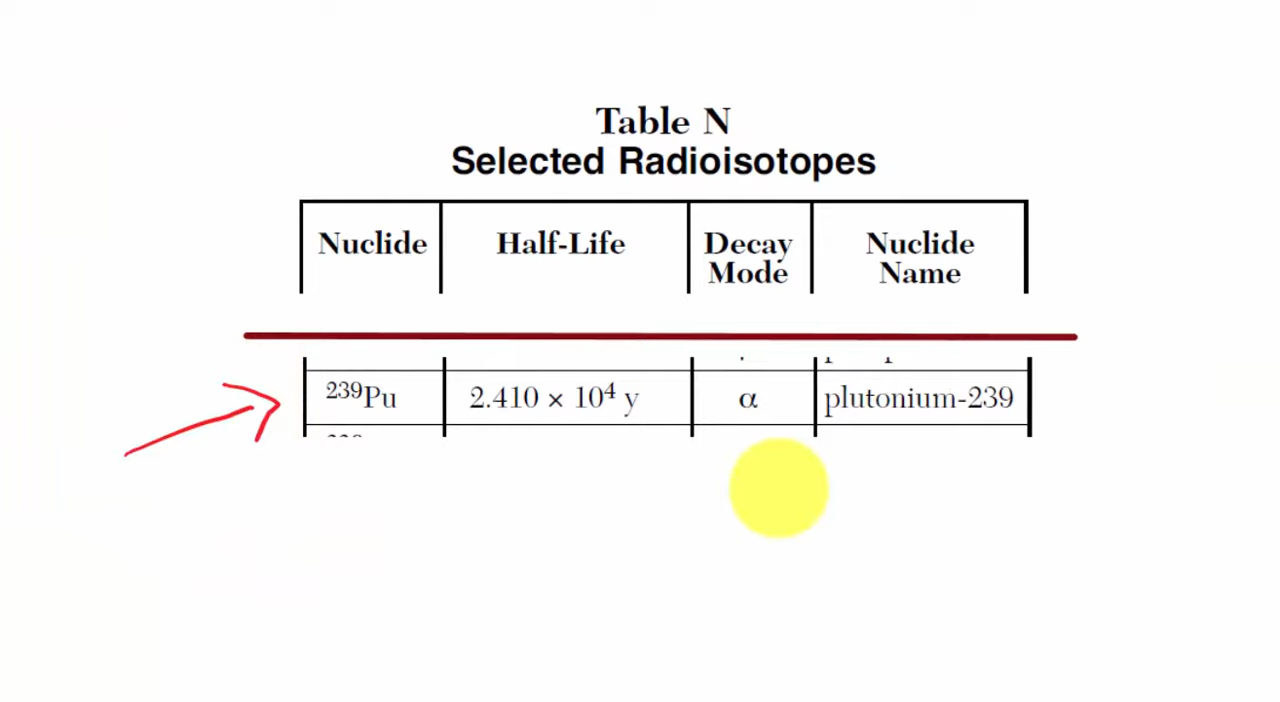 Table N
Selected Radioisotopes
Nuclide Half-Life Decay Mode Nuclide Name
²³⁹Pu 2.410 × 10⁴ y α plutonium-239